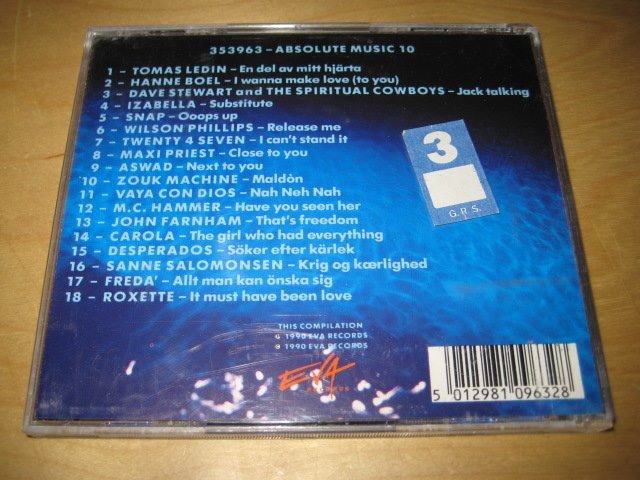 353963 – ABSOLUTE MUSIC 10
1 – TOMAS LEDIN – En del av mitt hjärta
2 – HANNE BOEL – I wanna make love (to you)
3 – DAVE STEWART and THE SPIRITUAL COWBOYS – Jack talking
4 – IZABELLA – Substitute
5 – SNAP – Ooops up
6 – WILSON PHILLIPS – Release me
7 – TWENTY 4 SEVEN – I can't stand it
8 – MAXI PRIEST – Close to you
9 – ASWAD – Next to you
10 – ZOUK MACHINE – Maldòn
11 – VAYA CON DIOS – Nah Neh Nah
12 – M.C. HAMMER – Have you seen her
13 – JOHN FARNHAM – That's freedom
14 – CAROLA – The girl who had everything
15 – DESPERADOS – Söker efter kärlek
16 – SANNE SALOMONSEN – Krig og kærlighed
17 – FREDA' – Allt man kan önska sig
18 – ROXETTE – It must have been love
3
G.P.S.
THIS COMPILATION
℗ 1990 EVA RECORDS
© 1990 EVA RECORDS
EVA
RECORDS
5 012981 096328